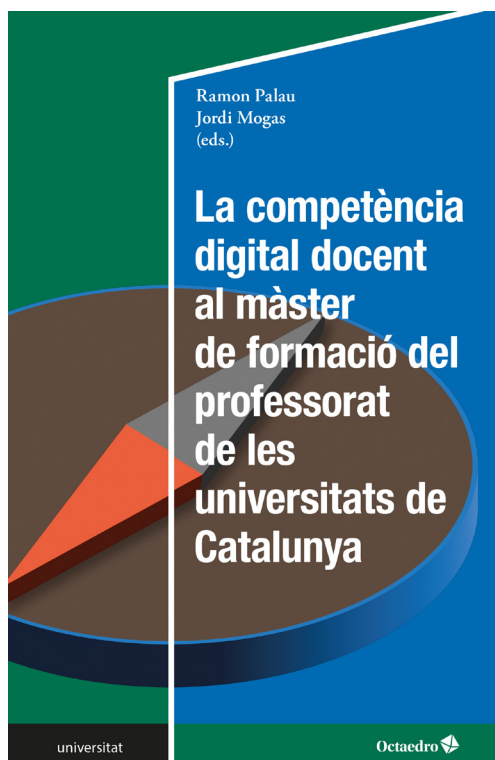 Ramon Palau
Jordi Mogas
(eds.)
La competència
digital docent
al màster
de formació del
professorat
de les
universitats de
Catalunya
universitat
Octaedro